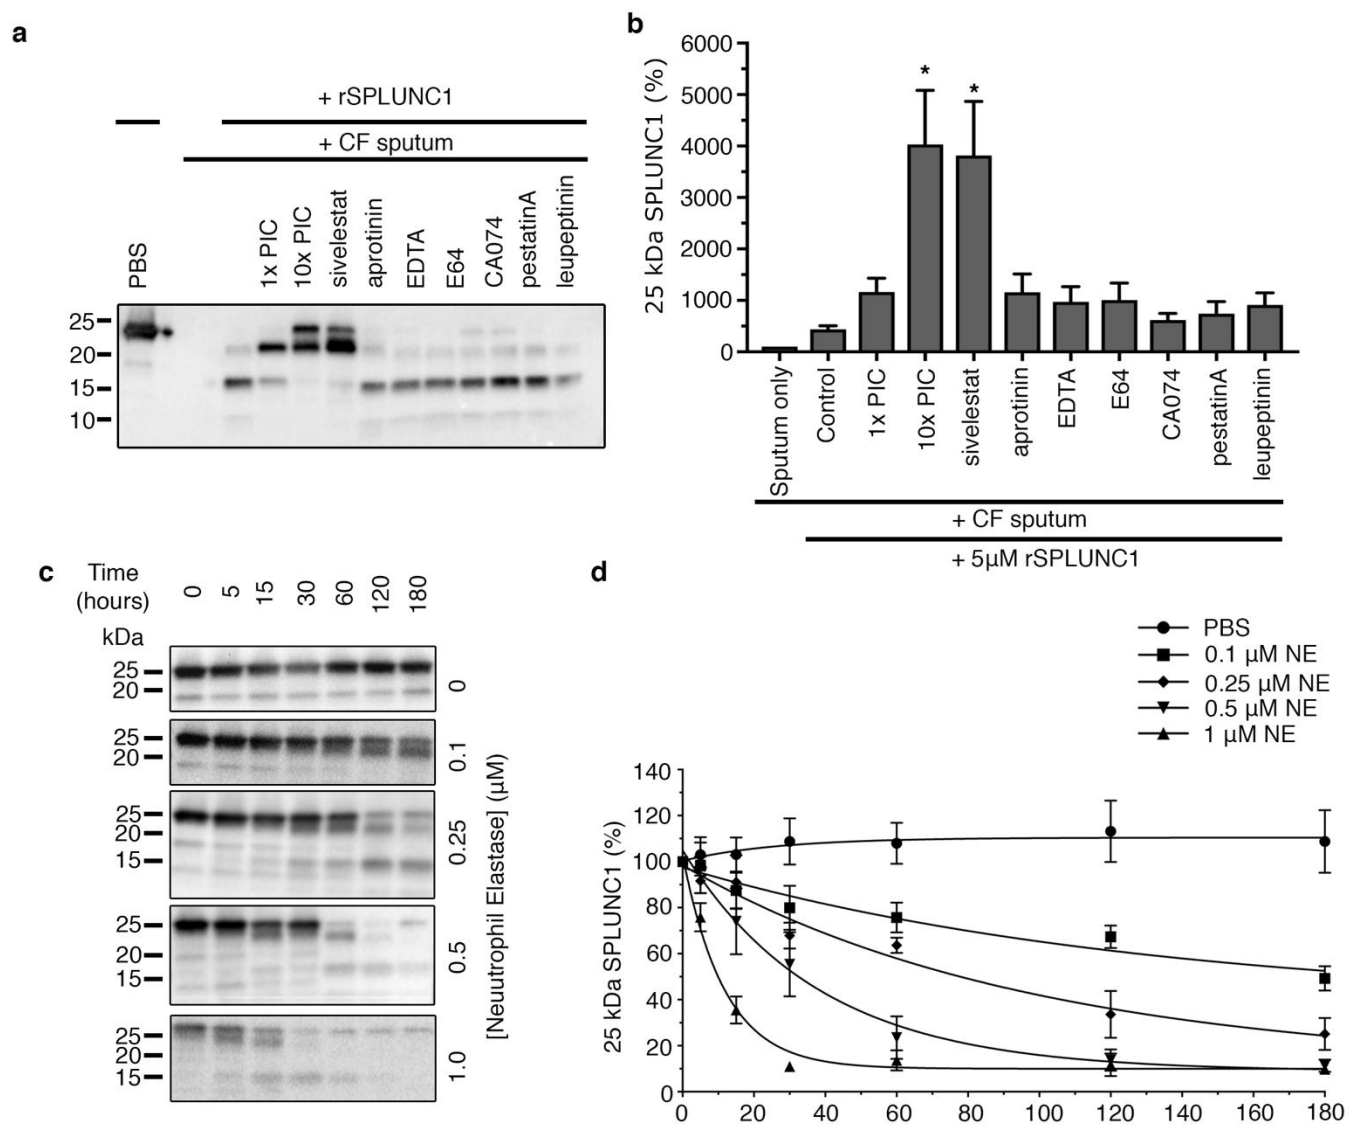 a
+ rSPLUNC1
+ CF sputum
PBS
1x PIC
10x PIC
sivelestat
aprotinin
EDTA
E64
CA074
pestatinA
leupeptinin
25
20
15
10
b
25 kDa SPLUNC1 (%)
6000
5000
4000
3000
2000
1000
0
*
*
Sputum only
Control
1x PIC
10x PIC
sivelestat
aprotinin
EDTA
E64
CA074
pestatinA
leupeptinin
+ CF sputum
+ 5µM rSPLUNC1
c
Time
(hours)
0 5 15 30 60 120 180
kDa
25
20
0
25
20
0.1
25
20
15
0.25
25
20
15
0.5
25
20
15
1.0
[Neuutrophil Elastase] (µM)
d
PBS
0.1 µM NE
0.25 µM NE
0.5 µM NE
1 µM NE
25 kDa SPLUNC1 (%)
140
120
100
80
60
40
20
0
0 20 40 60 80 100 120 140 160 180